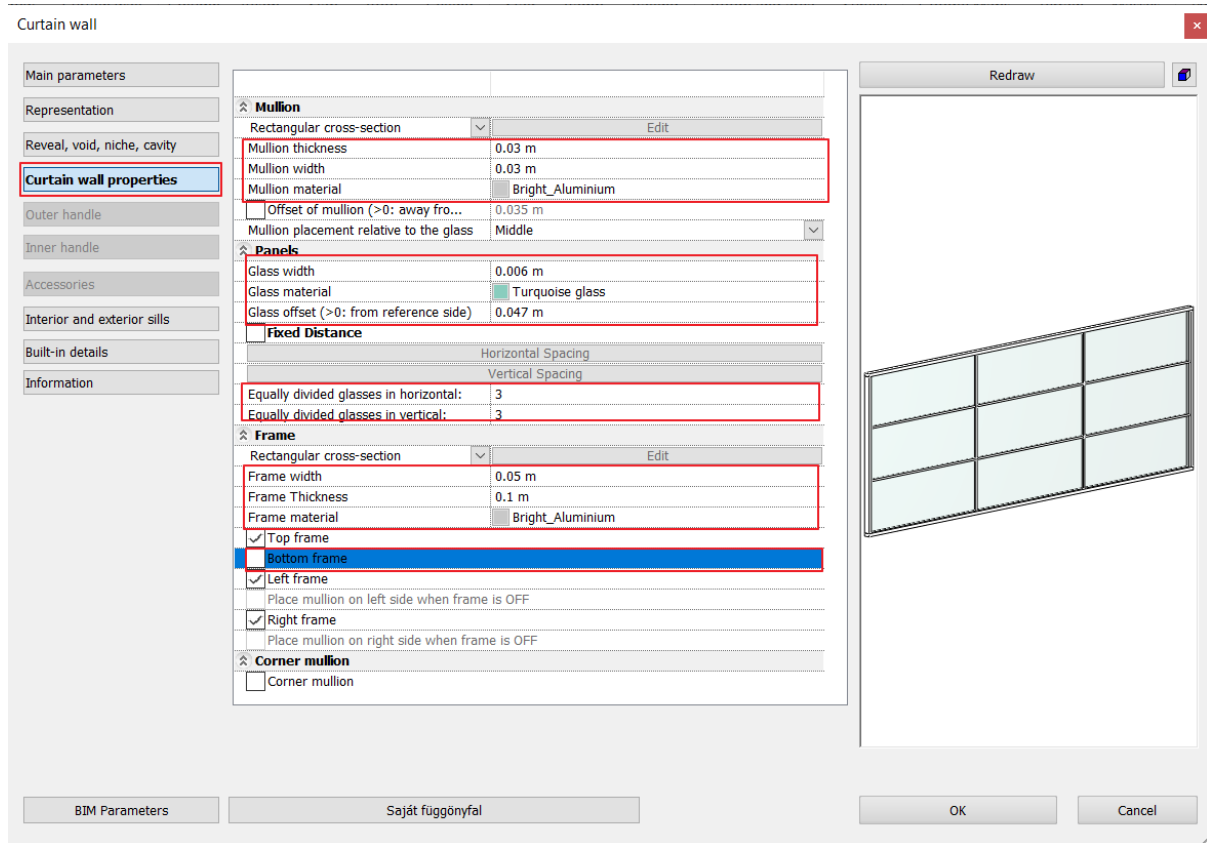 Curtain wall
Main parameters
Representation
Reveal, void, niche, cavity
Curtain wall properties
Outer handle
Inner handle
Accessories
Interior and exterior sills
Built-in details
Information
Mullion
Rectangular cross-section Edit
Mullion thickness 0.03 m
Mullion width 0.03 m
Mullion material Bright_Aluminium
Offset of mullion (>0: away fro... 0.035 m
Mullion placement relative to the glass Middle
Panels
Glass width 0.006 m
Glass material Turquoise glass
Glass offset (>0: from reference side) 0.047 m
Fixed Distance
Horizontal Spacing
Vertical Spacing
Equally divided glasses in horizontal: 3
Equally divided glasses in vertical: 3
Frame
Rectangular cross-section Edit
Frame width 0.05 m
Frame Thickness 0.1 m
Frame material Bright_Aluminium
Top frame
Bottom frame
Left frame
Place mullion on left side when frame is OFF
Right frame
Place mullion on right side when frame is OFF
Corner mullion
Corner mullion
Redraw
BIM Parameters
Saját függönyfal
OK
Cancel